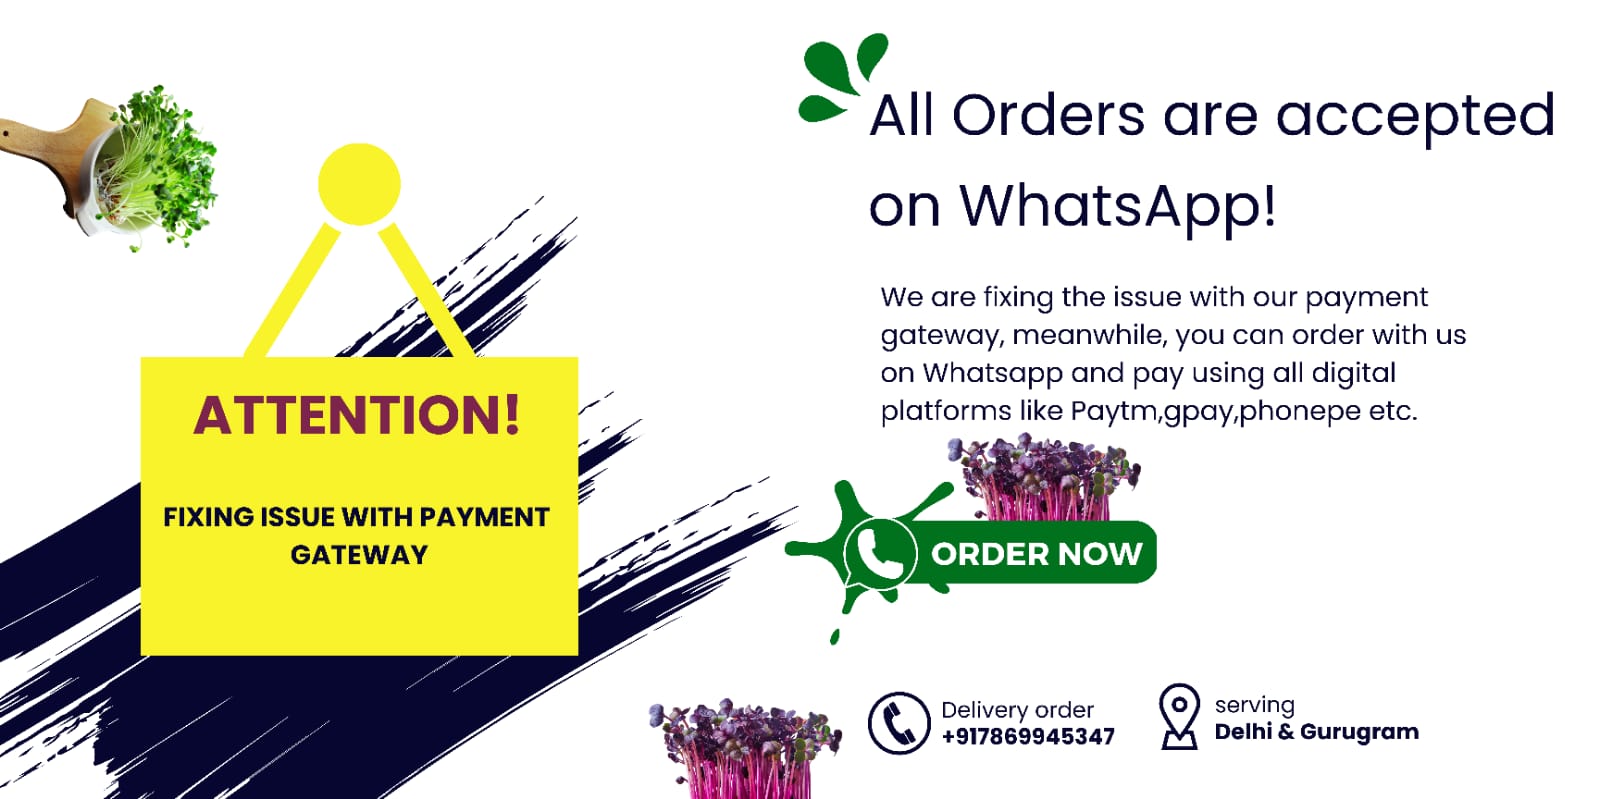 ATTENTION!
FIXING ISSUE WITH PAYMENT
GATEWAY
All Orders are accepted
on WhatsApp!
We are fixing the issue with our payment
gateway, meanwhile, you can order with us
on Whatsapp and pay using all digital
platforms like Paytm,gpay,phonepe etc.
ORDER NOW
Delivery order
+917869945347
serving
Delhi & Gurugram